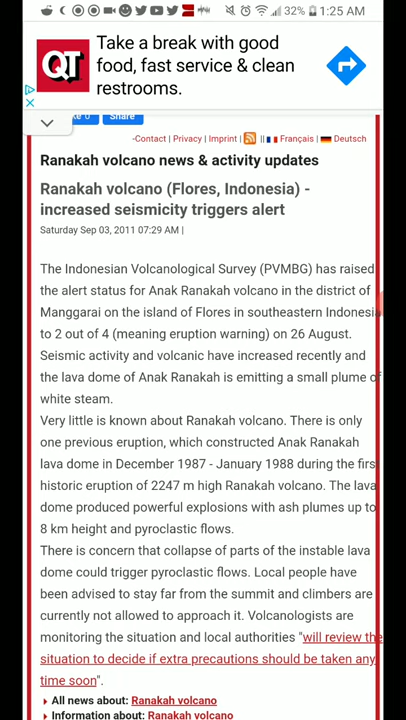 32% 1:25 AM
QT
Take a break with good
food, fast service & clean
restrooms.
Share
-Contact | Privacy | Imprint | || Français | Deutsch
Ranakah volcano news & activity updates
Ranakah volcano (Flores, Indonesia) -
increased seismicity triggers alert
Saturday Sep 03, 2011 07:29 AM |
The Indonesian Volcanological Survey (PVMBG) has raised
the alert status for Anak Ranakah volcano in the district of
Manggarai on the island of Flores in southeastern Indonesia
to 2 out of 4 (meaning eruption warning) on 26 August.
Seismic activity and volcanic have increased recently and
the lava dome of Anak Ranakah is emitting a small plume of
white steam.
Very little is known about Ranakah volcano. There is only
one previous eruption, which constructed Anak Ranakah
lava dome in December 1987 - January 1988 during the firs
historic eruption of 2247 m high Ranakah volcano. The lava
dome produced powerful explosions with ash plumes up to
8 km height and pyroclastic flows.
There is concern that collapse of parts of the instable lava
dome could trigger pyroclastic flows. Local people have
been advised to stay far from the summit and climbers are
currently not allowed to approach it. Volcanologists are
monitoring the situation and local authorities "will review the
situation to decide if extra precautions should be taken any
time soon".
All news about: Ranakah volcano
Information about: Ranakah volcano